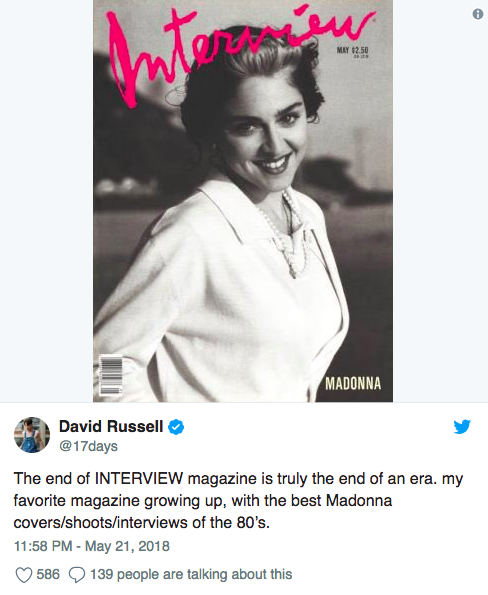 Interview
MAY $2.50
MADONNA
David Russell
@17days
The end of INTERVIEW magazine is truly the end of an era. my
favorite magazine growing up, with the best Madonna
covers/shoots/interviews of the 80's.
11:58 PM - May 21, 2018
586 139 people are talking about this